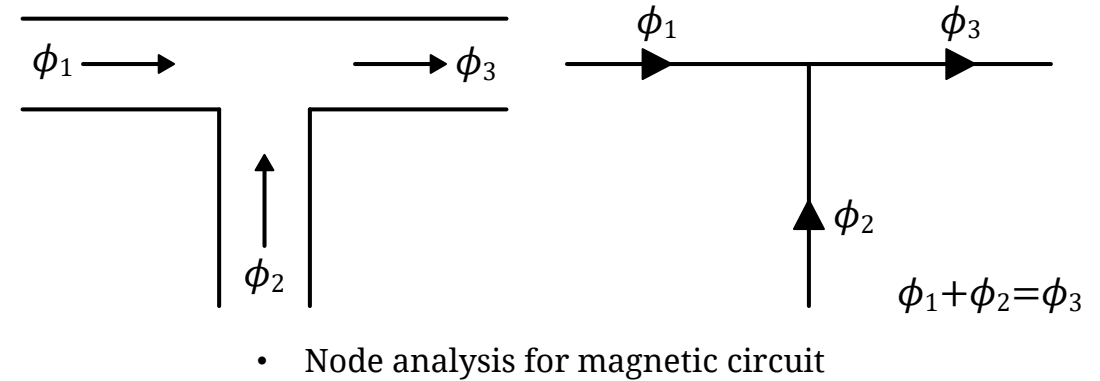 ϕ₁
ϕ₃
ϕ₂
ϕ₁
ϕ₃
ϕ₂
ϕ₁+ϕ₂=ϕ₃
• Node analysis for magnetic circuit